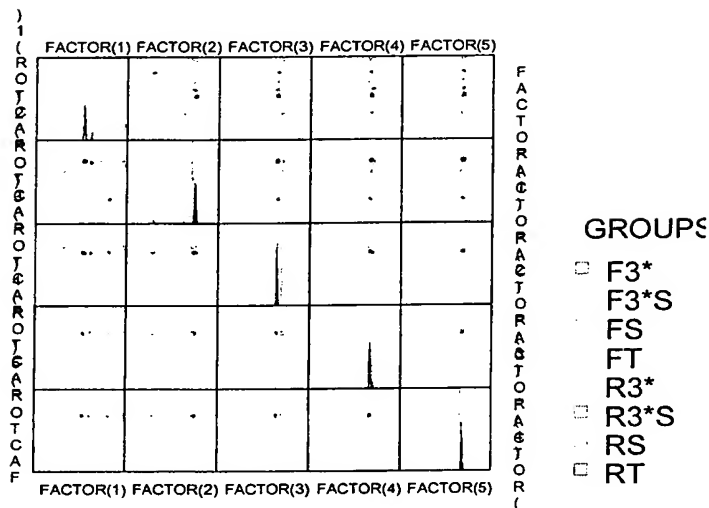 FACTOR(1) FACTOR(2) FACTOR(3) FACTOR(4) FACTOR(5)
GROUPS
F3*
F3*S
FS
FT
R3*
R3*S
RS
RT
FACTOR(1) FACTOR(2) FACTOR(3) FACTOR(4) FACTOR(5)